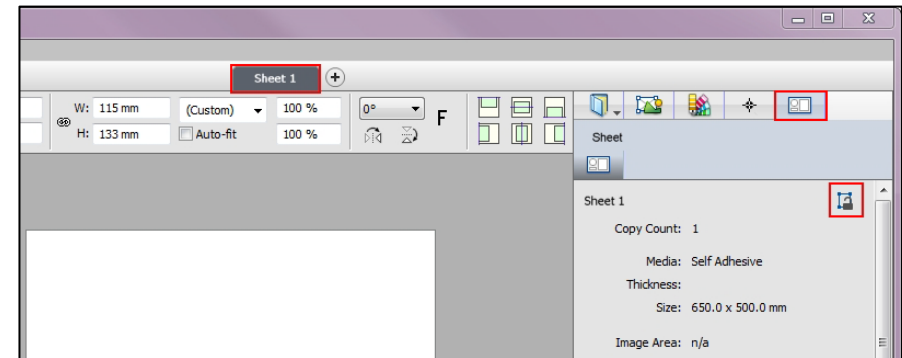 Sheet 1
W: 115 mm (Custom) 100 % 0° F
H: 133 mm Auto-fit 100 %
Sheet
Sheet 1
Copy Count: 1
Media: Self Adhesive
Thickness:
Size: 650.0 x 500.0 mm
Image Area: n/a